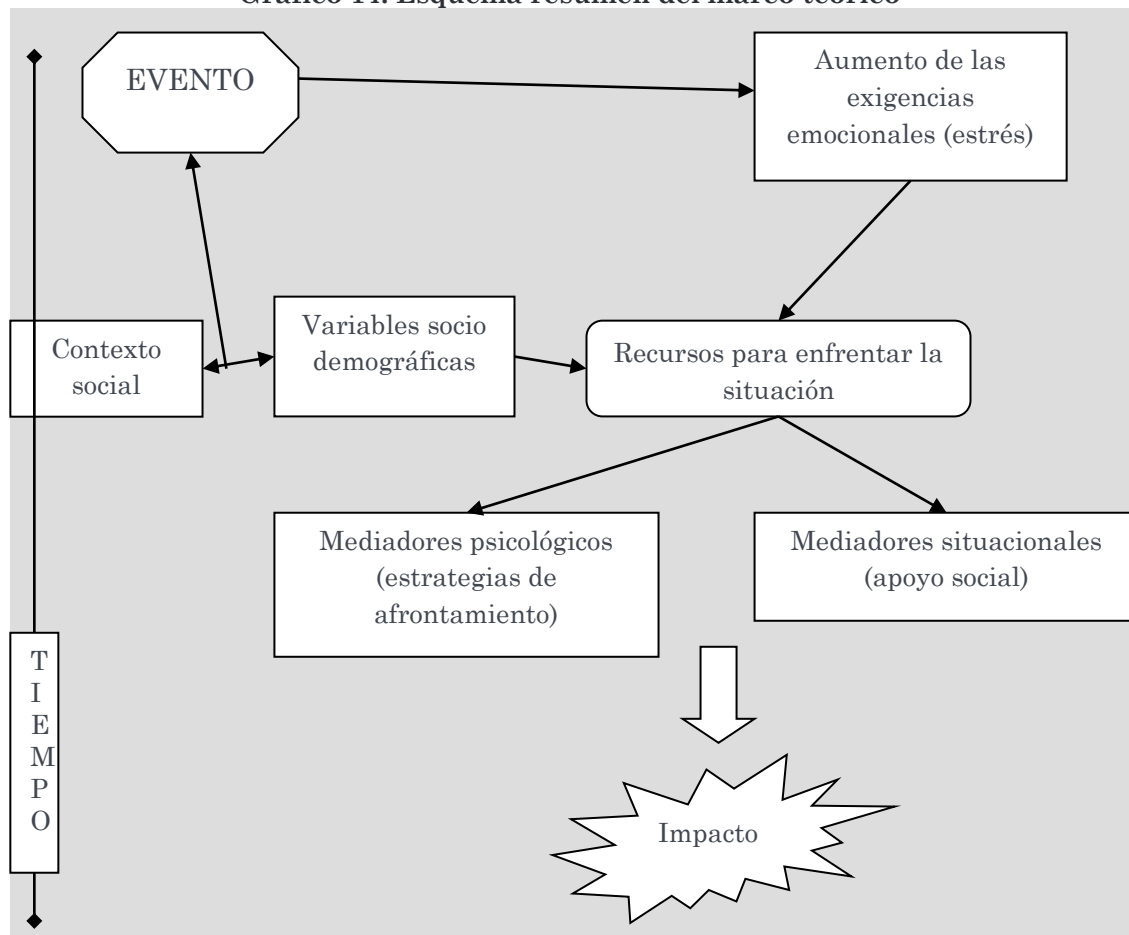 Gráfico 14. Esquema resumen del marco teórico
EVENTO
Aumento de las
exigencias
emocionales (estrés)
Contexto
social
Variables socio
demográficas
Recursos para enfrentar la
situación
Mediadores psicológicos
(estrategias de
afrontamiento)
Mediadores situacionales
(apoyo social)
T
I
E
M
P
O
Impacto